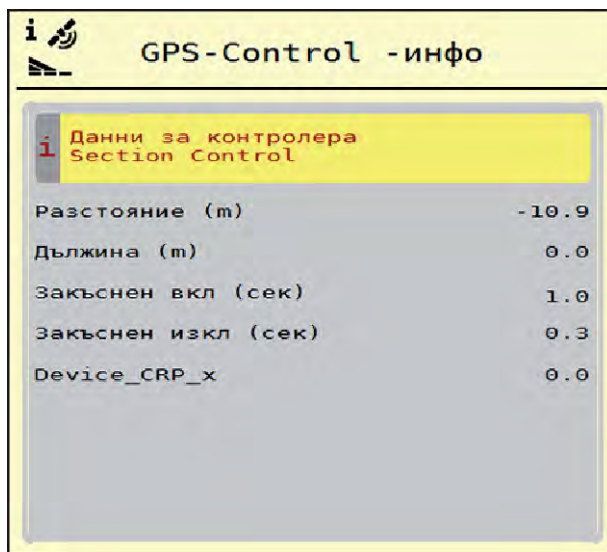 i
GPS-Control -инфо
i Данни за контролера
Section Control
Разстояние (m) -10.9
Дължина (m) 0.0
Закъснен вкл (сек) 1.0
Закъснен изкл (сек) 0.3
Device_CRP_x 0.0